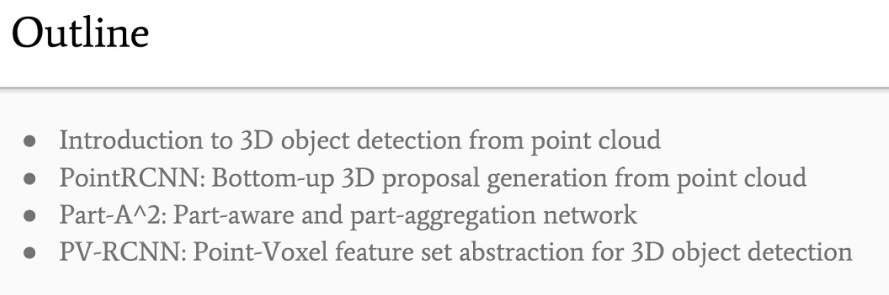 Outline
● Introduction to 3D object detection from point cloud
● PointRCNN: Bottom-up 3D proposal generation from point cloud
● Part-A^2: Part-aware and part-aggregation network
● PV-RCNN: Point-Voxel feature set abstraction for 3D object detection